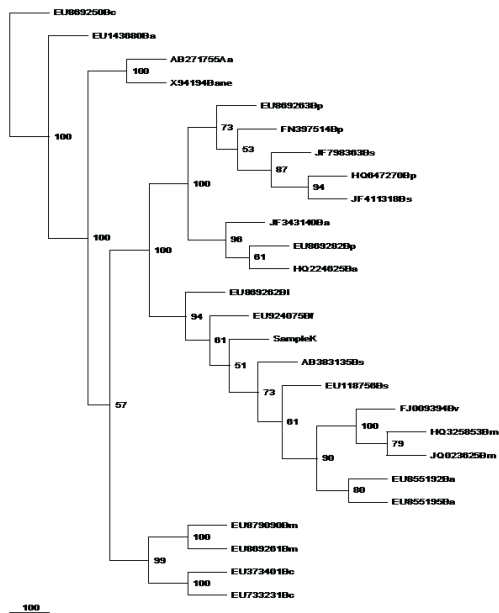 EU869250Bc
EU143680Ba
AB271755Aa
100
X94194Bane
EU869263Bp
73
FN397514Bp
53
JF798363Bs
87
HQ647270Bp
94
JF411318Bs
100
JF343140Ba
96
EU869282Bp
61
HQ224625Ba
100
100
100
EU869262Bl
94
EU924075Bf
61
SampleK
51
AB383135Bs
73
EU118756Bs
61
FJ009394Bv
100
HQ325853Bm
79
JQ023625Bm
90
EU855192Ba
80
EU855195Ba
57
EU879090Bm
100
EU869261Bm
99
EU373401Bc
100
EU733231Bc
100